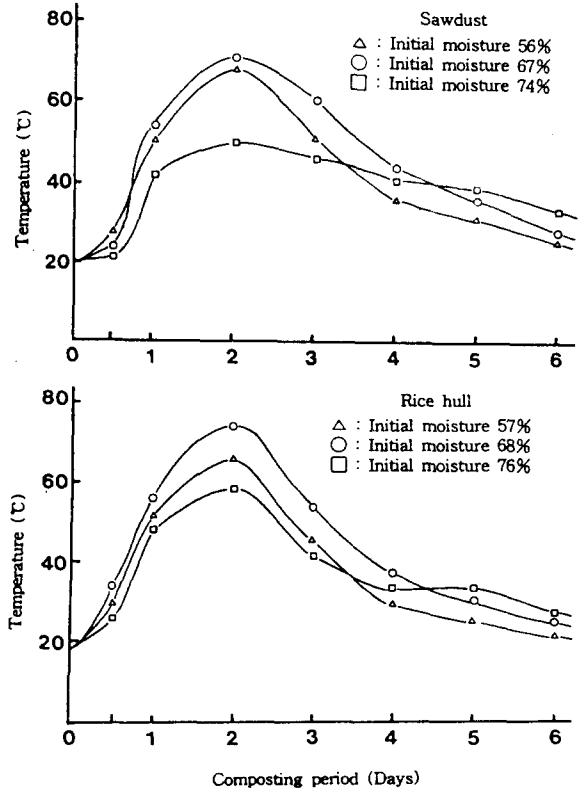 Sawdust
△ : Initial moisture 56%
○ : Initial moisture 67%
□ : Initial moisture 74%
Temperature (℃)
80
60
40
20
0 1 2 3 4 5 6
Rice hull
△ : Initial moisture 57%
○ : Initial moisture 68%
□ : Initial moisture 76%
Temperature (℃)
80
60
40
20
0 1 2 3 4 5 6
Composting period (Days)